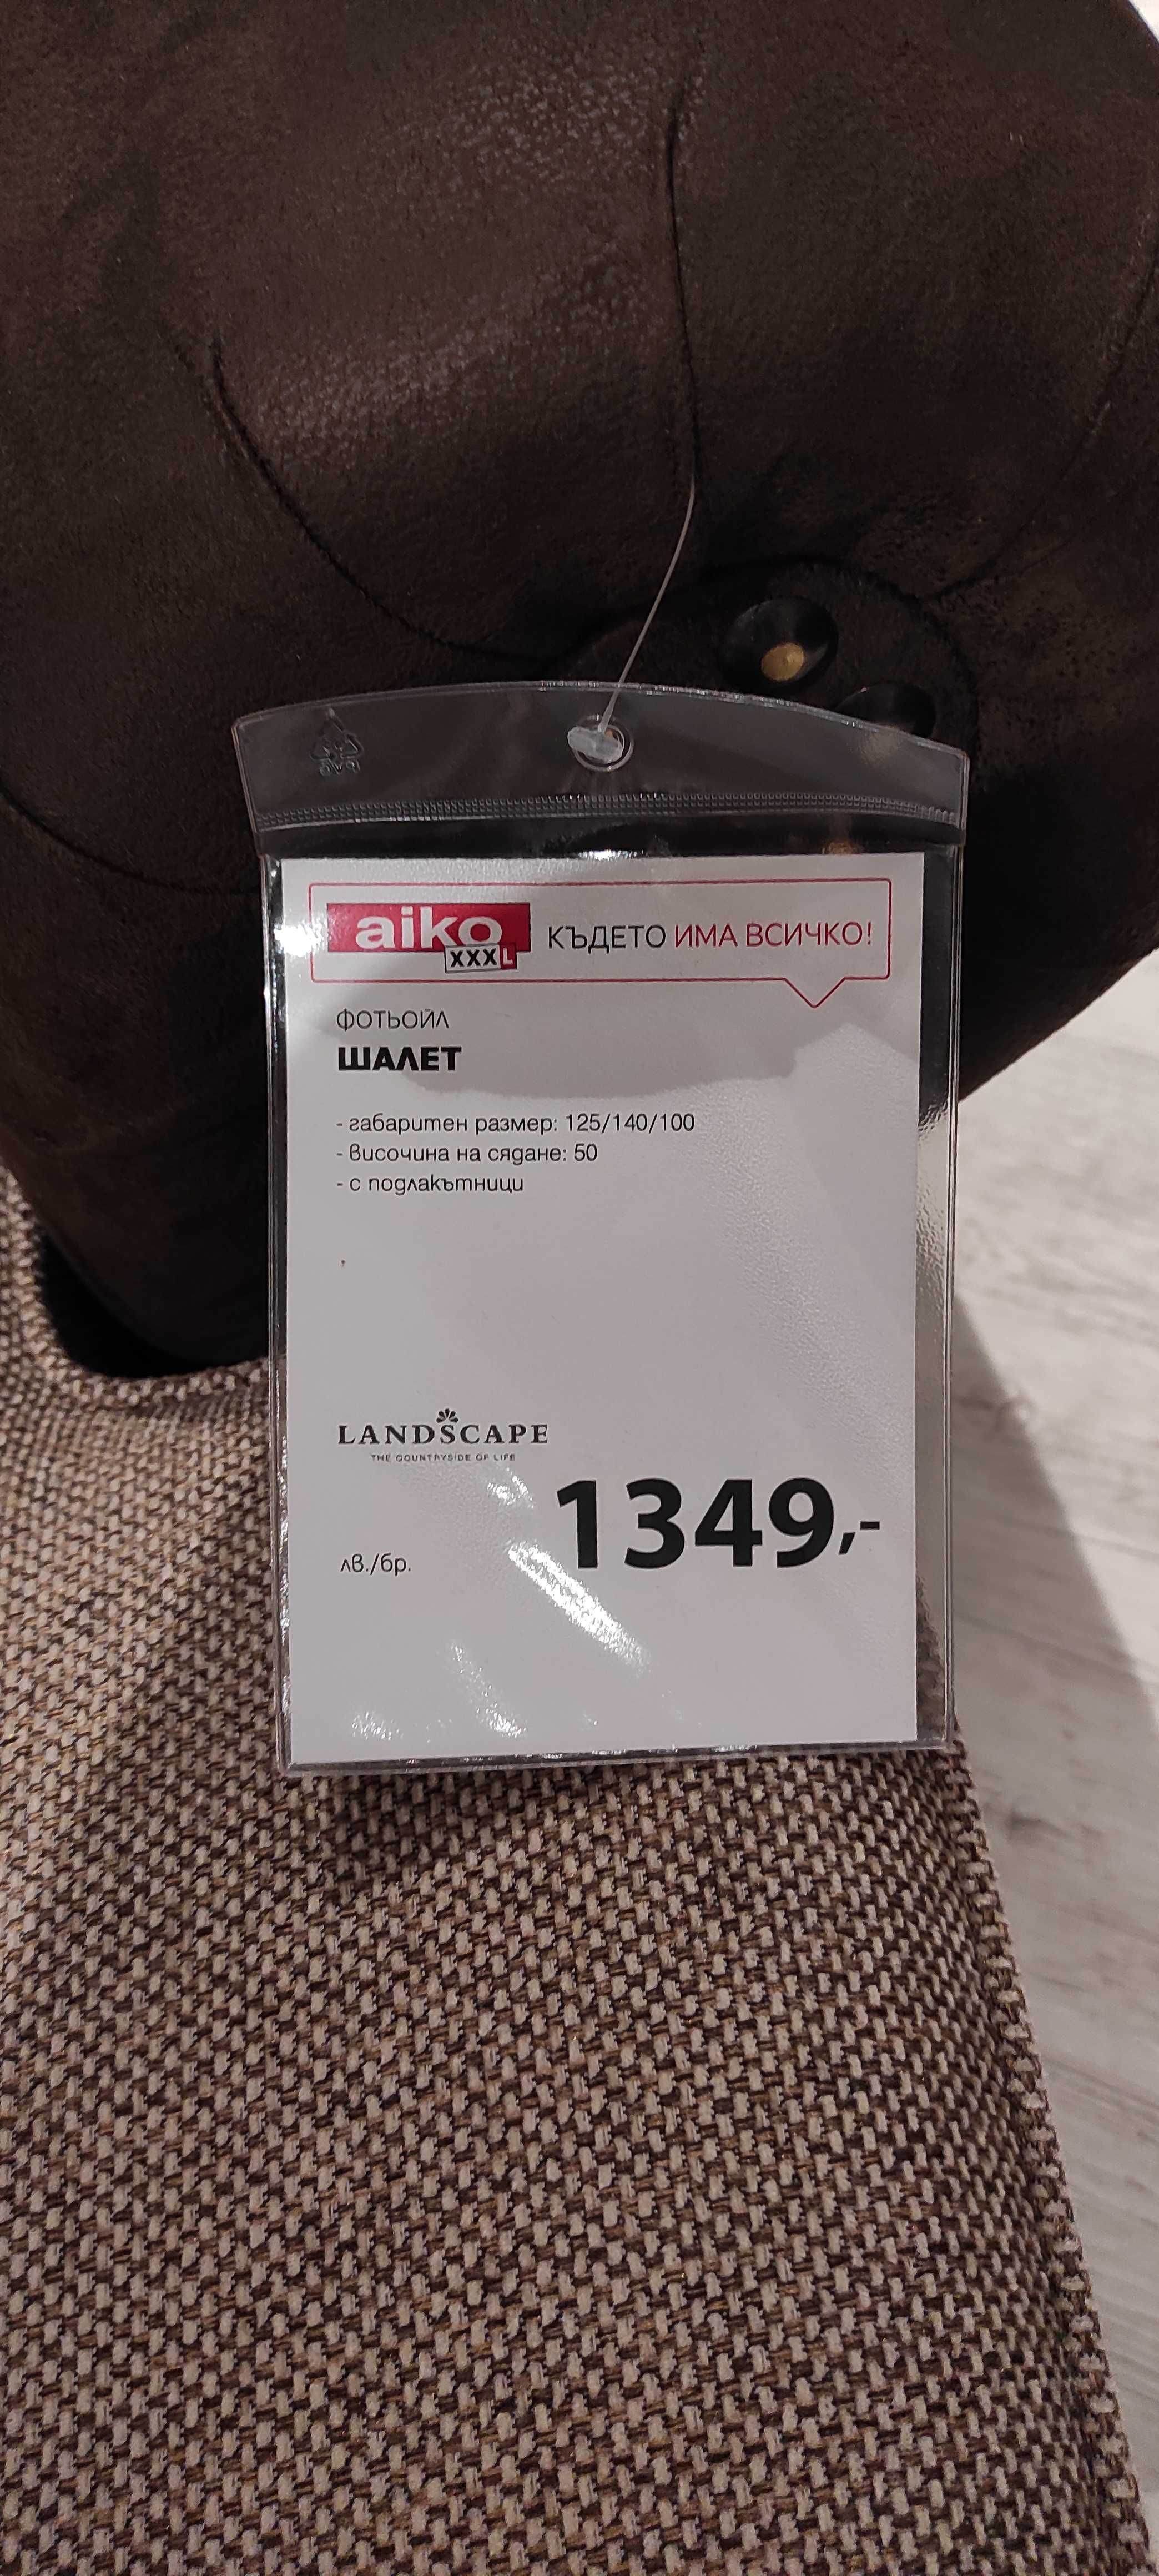 aiko
XXXL
КЪДЕТО ИМА ВСИЧКО!
ФОТЬОЙЛ
ШАЛЕТ
- габаритен размер: 125/140/100
- височина на сядане: 50
- с подлакътници
LANDSCAPE
THE COUNTRYSIDE OF LIFE
1349,-
лв./бр.